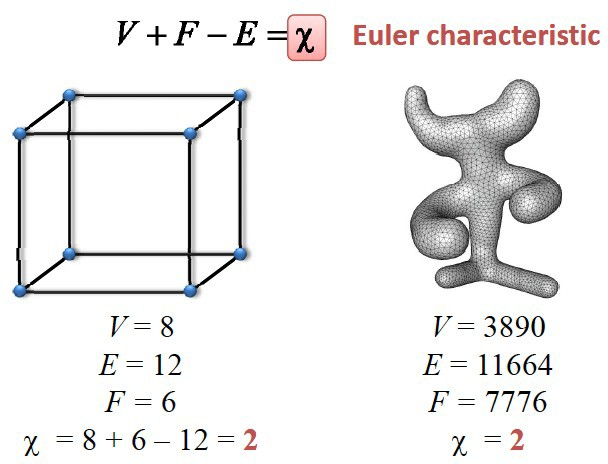 V + F − E = χ Euler characteristic
V = 8
E = 12
F = 6
χ = 8 + 6 – 12 = 2
V = 3890
E = 11664
F = 7776
χ = 2